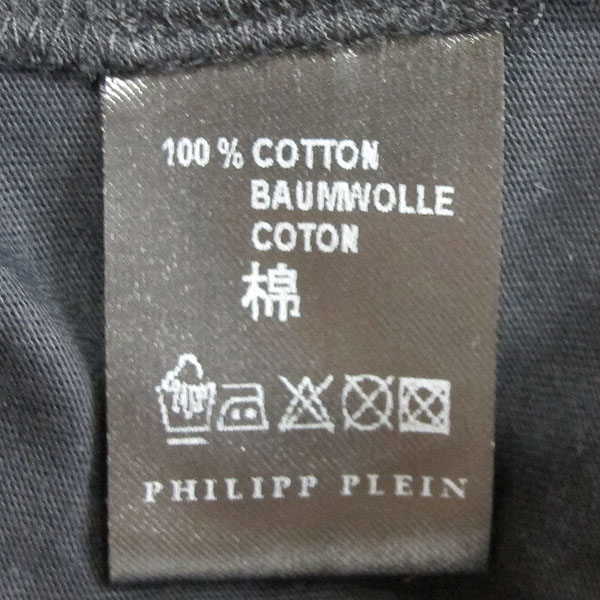 100 % COTTON
BAUMWOLLE
COTON
棉
PHILIPP PLEIN